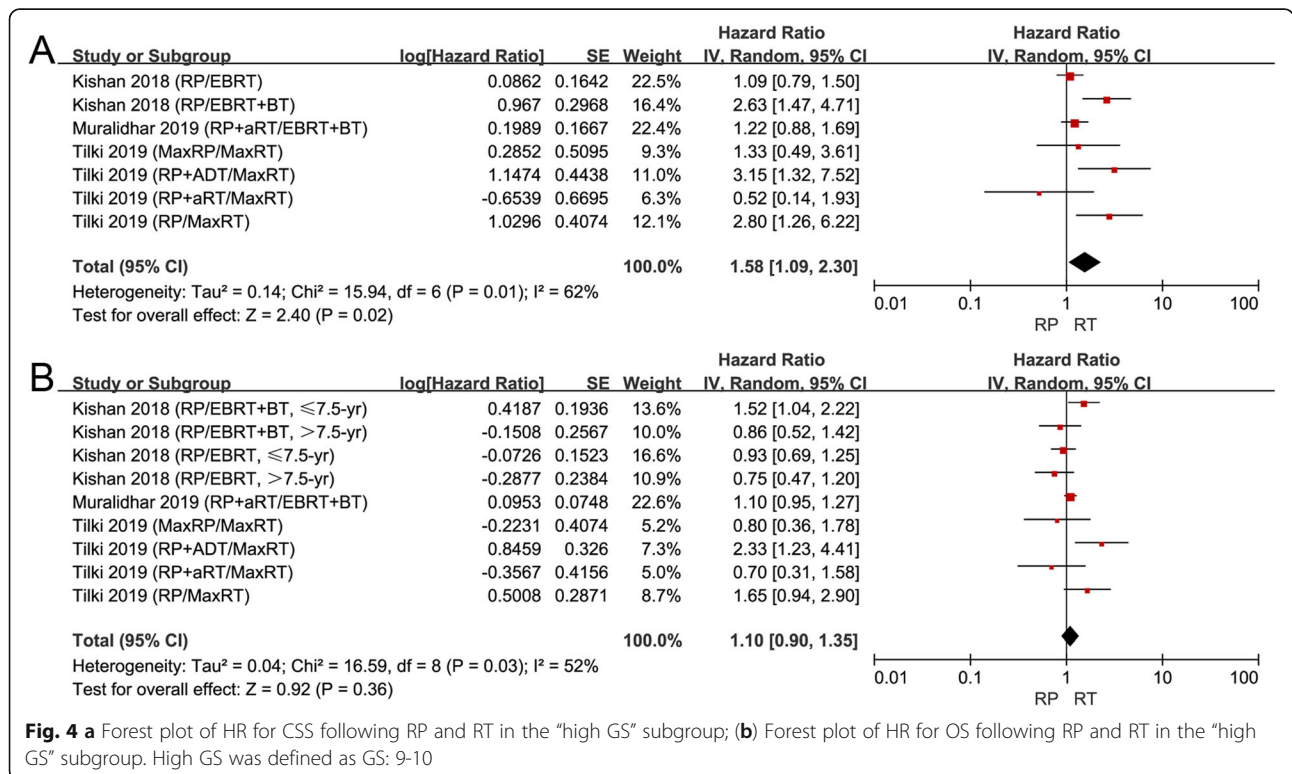 A
Hazard Ratio Hazard Ratio
Study or Subgroup log[Hazard Ratio] SE Weight IV, Random, 95% CI IV, Random, 95% CI
Kishan 2018 (RP/EBRT) 0.0862 0.1642 22.5% 1.09 [0.79, 1.50]
Kishan 2018 (RP/EBRT+BT) 0.967 0.2968 16.4% 2.63 [1.47, 4.71]
Muralidhar 2019 (RP+aRT/EBRT+BT) 0.1989 0.1667 22.4% 1.22 [0.88, 1.69]
Tilki 2019 (MaxRP/MaxRT) 0.2852 0.5095 9.3% 1.33 [0.49, 3.61]
Tilki 2019 (RP+ADT/MaxRT) 1.1474 0.4438 11.0% 3.15 [1.32, 7.52]
Tilki 2019 (RP+aRT/MaxRT) -0.6539 0.6695 6.3% 0.52 [0.14, 1.93]
Tilki 2019 (RP/MaxRT) 1.0296 0.4074 12.1% 2.80 [1.26, 6.22]
Total (95% CI) 100.0% 1.58 [1.09, 2.30]
Heterogeneity: Tau² = 0.14; Chi² = 15.94, df = 6 (P = 0.01); I² = 62%
Test for overall effect: Z = 2.40 (P = 0.02)
0.01 0.1 1 10 100
RP RT
B
Hazard Ratio Hazard Ratio
Study or Subgroup log[Hazard Ratio] SE Weight IV, Random, 95% CI IV, Random, 95% CI
Kishan 2018 (RP/EBRT+BT, ≤7.5-yr) 0.4187 0.1936 13.6% 1.52 [1.04, 2.22]
Kishan 2018 (RP/EBRT+BT, >7.5-yr) -0.1508 0.2567 10.0% 0.86 [0.52, 1.42]
Kishan 2018 (RP/EBRT, ≤7.5-yr) -0.0726 0.1523 16.6% 0.93 [0.69, 1.25]
Kishan 2018 (RP/EBRT, >7.5-yr) -0.2877 0.2384 10.9% 0.75 [0.47, 1.20]
Muralidhar 2019 (RP+aRT/EBRT+BT) 0.0953 0.0748 22.6% 1.10 [0.95, 1.27]
Tilki 2019 (MaxRP/MaxRT) -0.2231 0.4074 5.2% 0.80 [0.36, 1.78]
Tilki 2019 (RP+ADT/MaxRT) 0.8459 0.326 7.3% 2.33 [1.23, 4.41]
Tilki 2019 (RP+aRT/MaxRT) -0.3567 0.4156 5.0% 0.70 [0.31, 1.58]
Tilki 2019 (RP/MaxRT) 0.5008 0.2871 8.7% 1.65 [0.94, 2.90]
Total (95% CI) 100.0% 1.10 [0.90, 1.35]
Heterogeneity: Tau² = 0.04; Chi² = 16.59, df = 8 (P = 0.03); I² = 52%
Test for overall effect: Z = 0.92 (P = 0.36)
0.01 0.1 1 10 100
RP RT
Fig. 4 a Forest plot of HR for CSS following RP and RT in the “high GS” subgroup; (b) Forest plot of HR for OS following RP and RT in the “high
GS” subgroup. High GS was defined as GS: 9-10